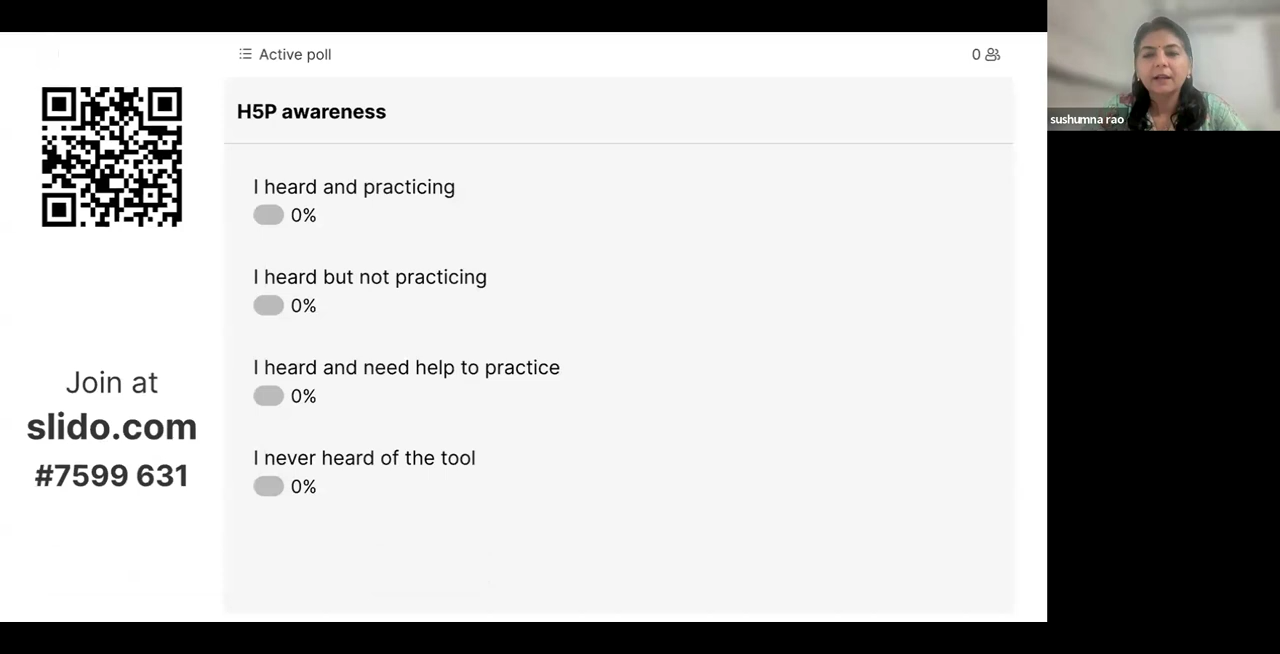 Active poll
0
H5P awareness
I heard and practicing
0%
I heard but not practicing
0%
I heard and need help to practice
0%
I never heard of the tool
0%
Join at
slido.com
#7599 631
sushumna rao